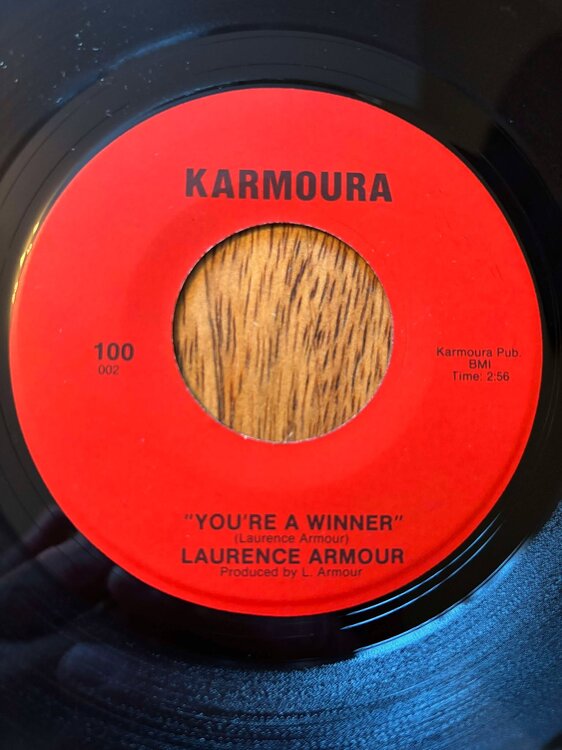 KARMOURA
100
002
Karmoura Pub.
BMI
Time: 2:56
"YOU'RE A WINNER"
(Laurence Armour)
LAURENCE ARMOUR
Produced by L. Armour